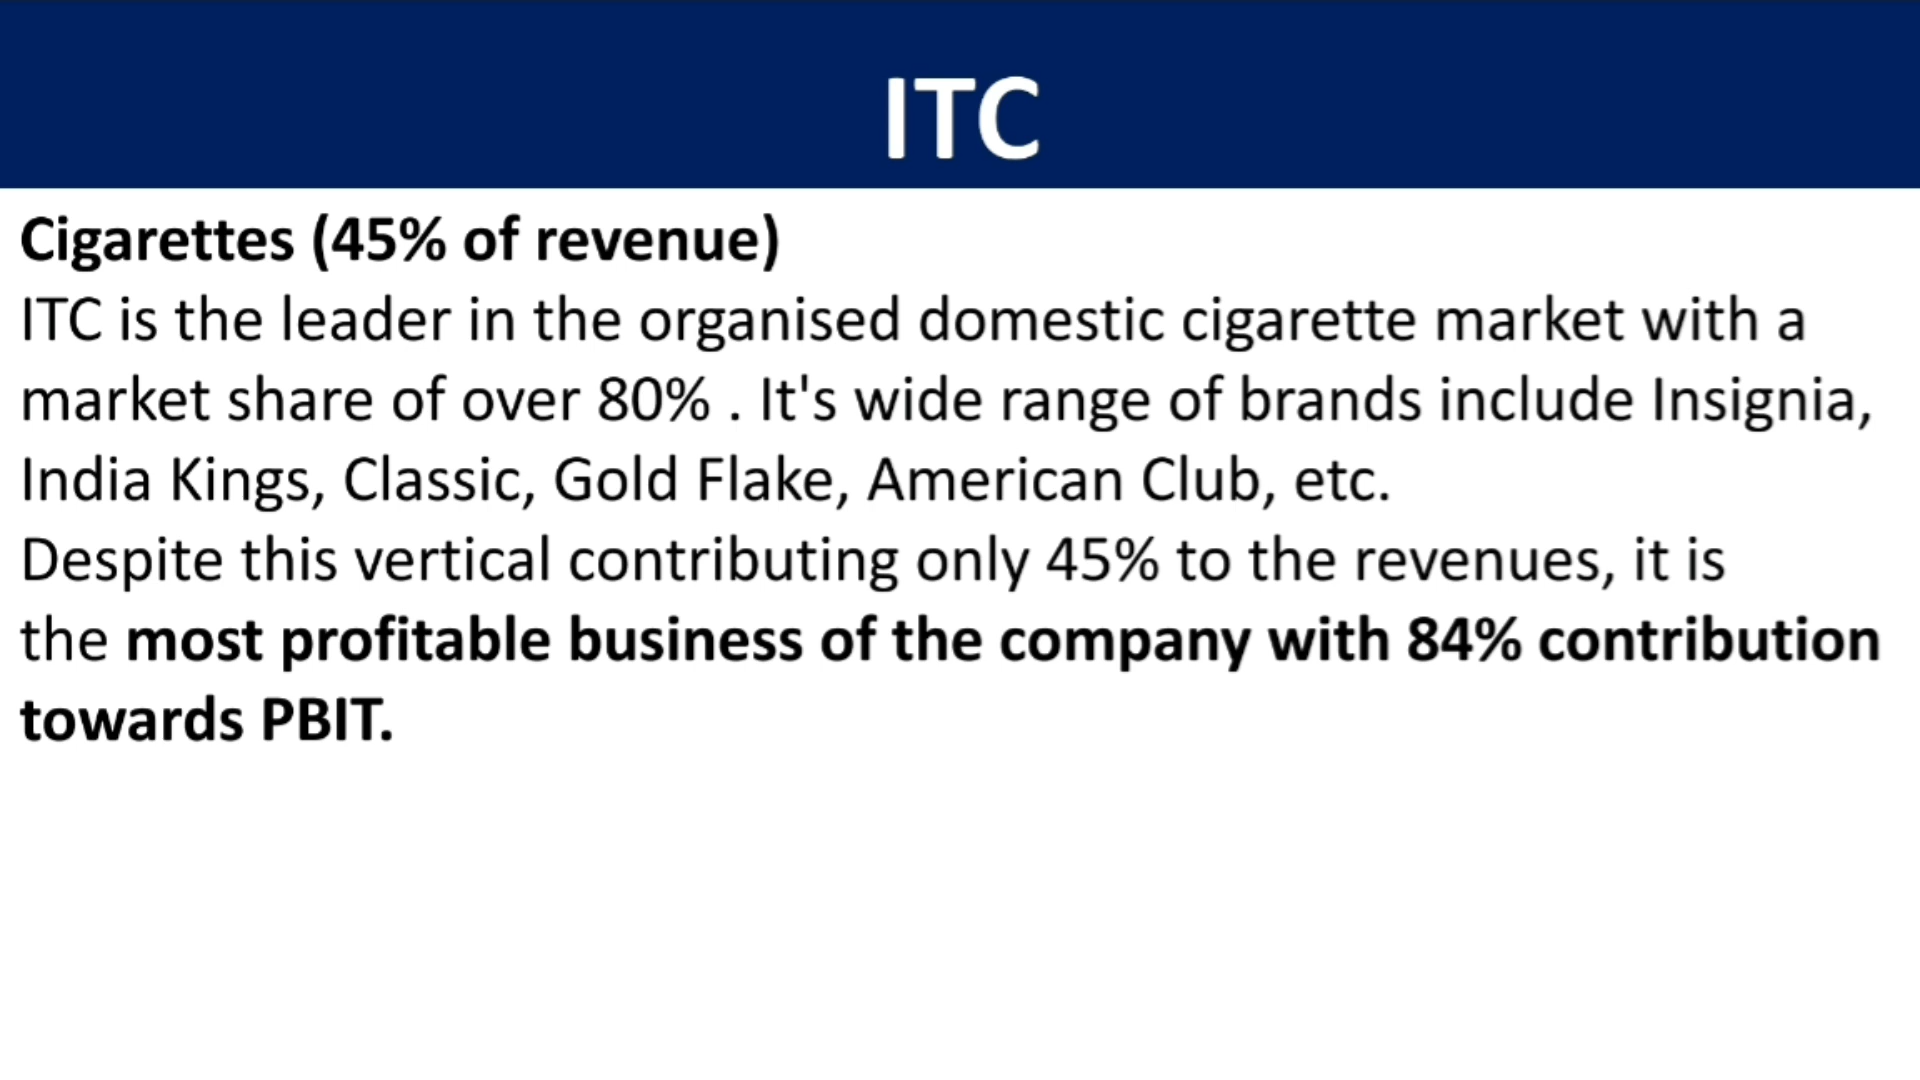 ITC
Cigarettes (45% of revenue)
ITC is the leader in the organised domestic cigarette market with a
market share of over 80% . It's wide range of brands include Insignia,
India Kings, Classic, Gold Flake, American Club, etc.
Despite this vertical contributing only 45% to the revenues, it is
the most profitable business of the company with 84% contribution
towards PBIT.